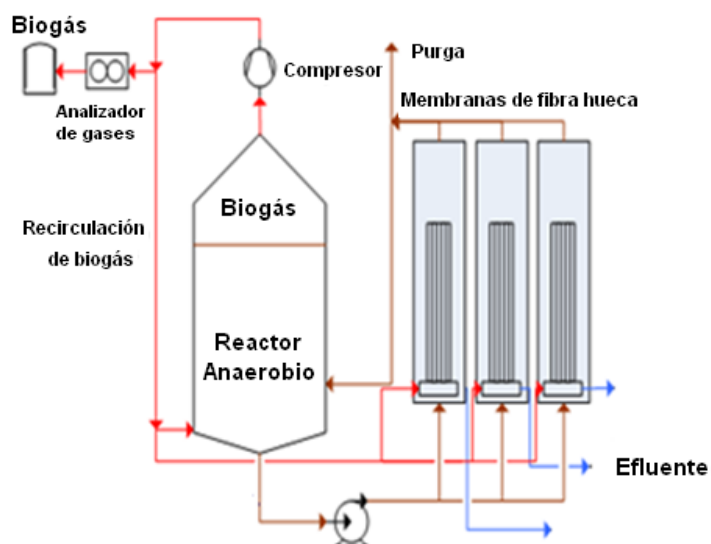 Biogás
Compresor
Purga
Analizador
de gases
Membranas de fibra hueca
Biogás
Recirculación
de biogás
Reactor
Anaerobio
Efluente